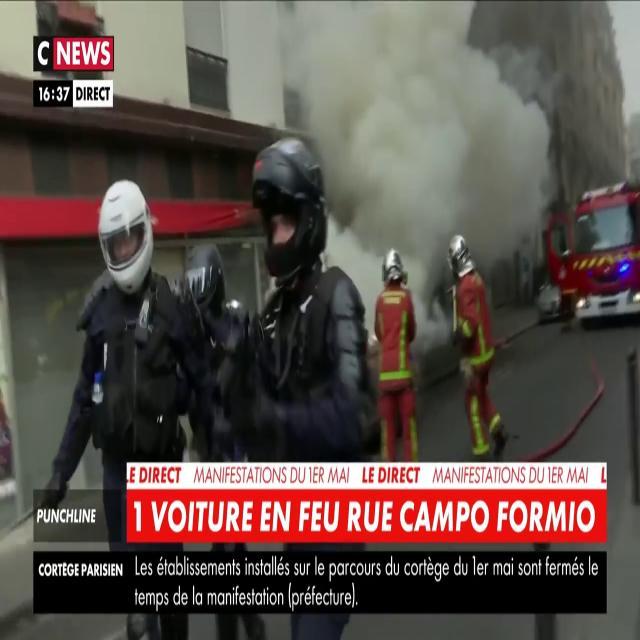 C NEWS
16:37 DIRECT
LE DIRECT MANIFESTATIONS DU 1ER MAI LE DIRECT MANIFESTATIONS DU 1ER MAI L
PUNCHLINE
1 VOITURE EN FEU RUE CAMPO FORMIO
CORTÈGE PARISIEN
Les établissements installés sur le parcours du cortège du 1er mai sont fermés le
temps de la manifestation (préfecture).